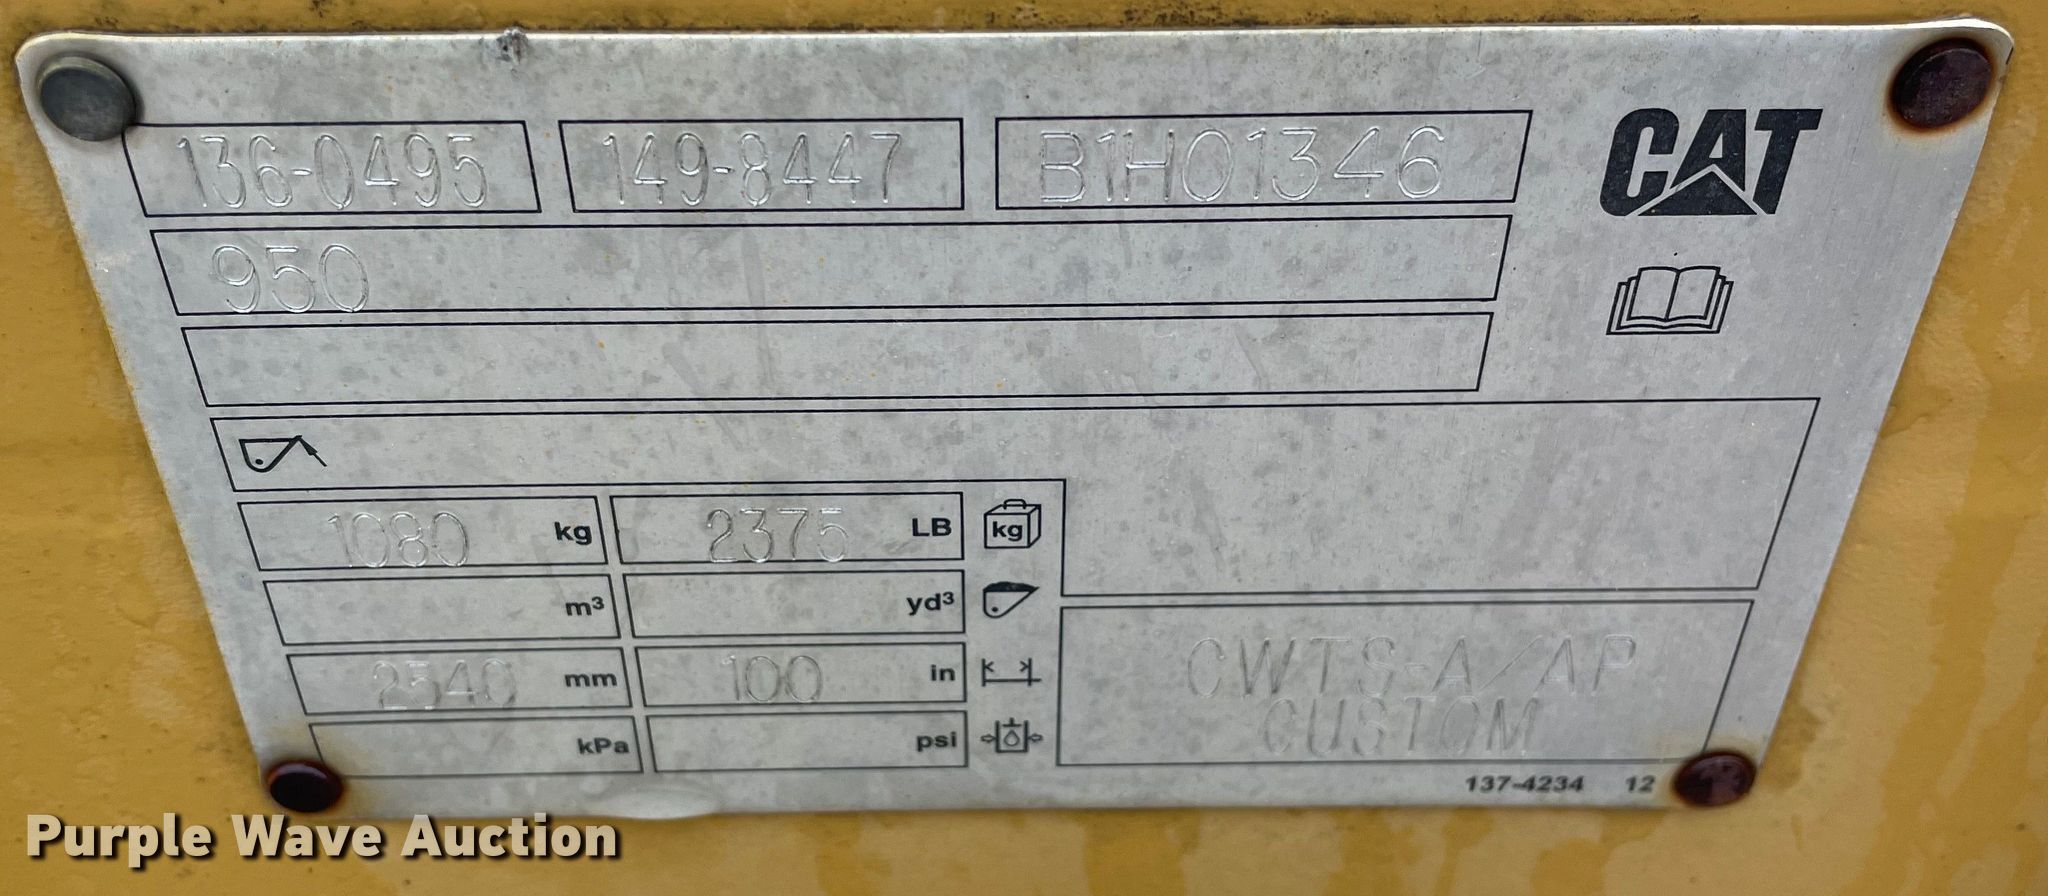 136-0495 149-8447 B1H01346 CAT
950
1080 kg 2375 LB kg
m³ yd³
2540 mm 100 in
kPa psi
CWTS-A/AP
CUSTOM
137-4234 12
Purple Wave Auction